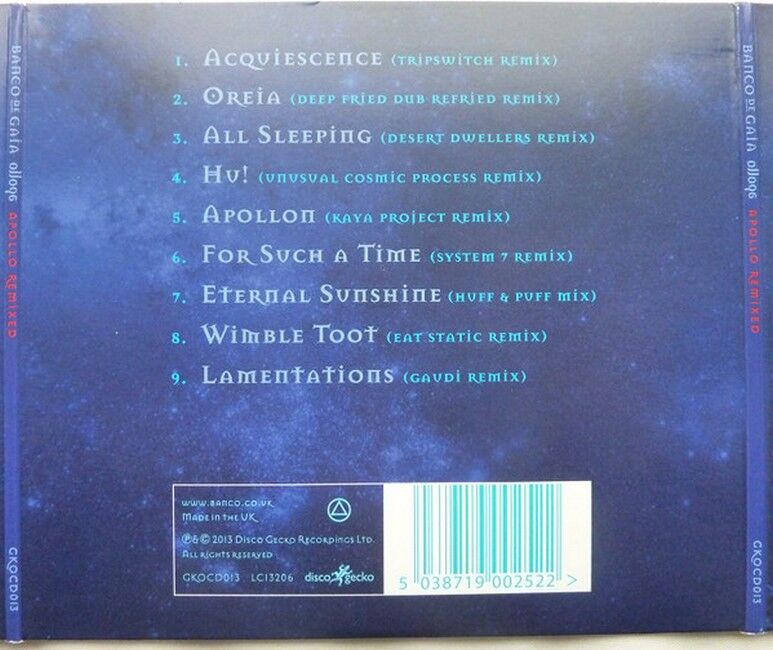 BANCO DE GAIA olloq6 APOLLO REMIXED
GKOCD013
1. ACQUIESCENCE (TRIPSWITCH REMIX)
2. OREIA (DEEP FRIED DUB REFRIED REMIX)
3. ALL SLEEPING (DESERT DWELLERS REMIX)
4. HU! (UNUSUAL COSMIC PROCESS REMIX)
5. APOLLON (KAYA PROJECT REMIX)
6. FOR SUCH A TIME (SYSTEM 7 REMIX)
7. ETERNAL SUNSHINE (HUFF & PUFF MIX)
8. WIMBLE TOOT (EAT STATIC REMIX)
9. LAMENTATIONS (GAUDI REMIX)
WWW.BANCO.CO.UK
MADE IN THE UK
℗&© 2013 DISCO GECKO RECORDINGS LTD.
ALL RIGHTS RESERVED
GKOCD013 LC13206 disco gecko
5 038719 002522 >
BANCO DE GAIA olloq6 APOLLO REMIXED
GKOCD013